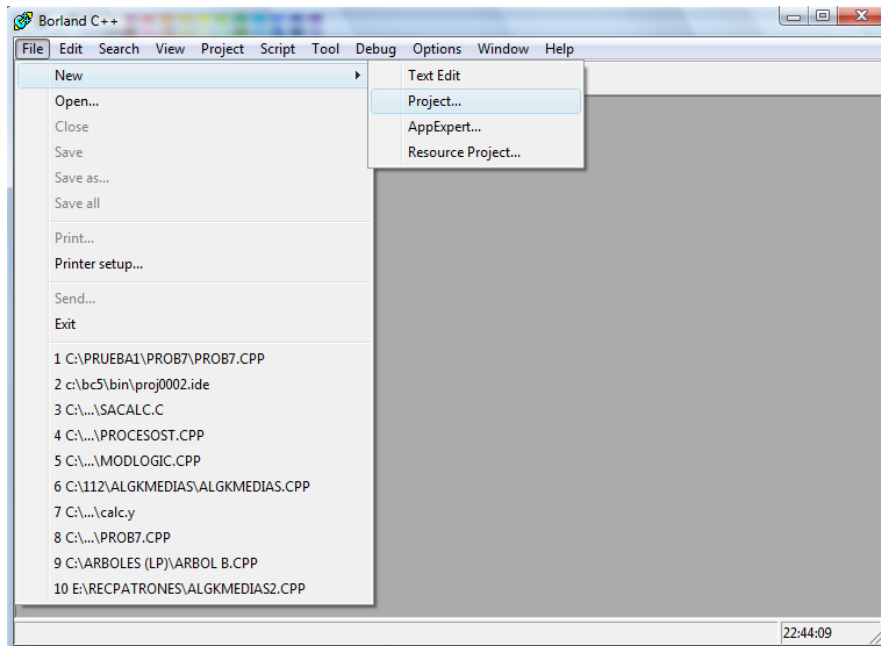 Borland C++
File Edit Search View Project Script Tool Debug Options Window Help
New
Text Edit
Open...
Project...
Close
AppExpert...
Save
Resource Project...
Save as...
Save all
Print...
Printer setup...
Send...
Exit
1 C:\PRUEBA1\PROB7\PROB7.CPP
2 c:\bc5\bin\proj0002.ide
3 C:\...\SACALC.C
4 C:\...\PROCESOST.CPP
5 C:\...\MODLOGIC.CPP
6 C:\112\ALGKMEDIAS\ALGKMEDIAS.CPP
7 C:\...\calc.y
8 C:\...\PROB7.CPP
9 C:\ARBOLES (LP)\ARBOL B.CPP
10 E:\RECPATRONES\ALGKMEDIAS2.CPP
22:44:09